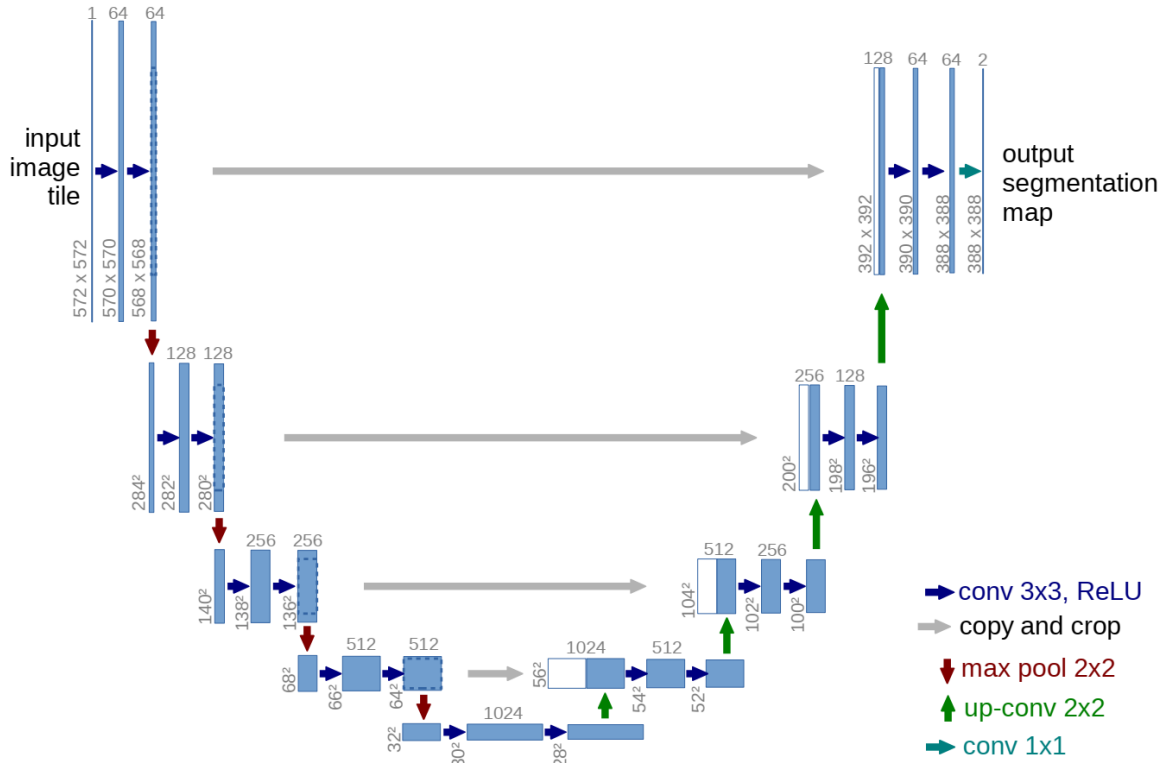 1 64 64
input
image
tile
572 x 572
570 x 570
568 x 568
128 64 64 2
output
segmentation
map
392 x 392
390 x 390
388 x 388
388 x 388
128 128
284²
282²
280²
256 128
200²
198²
196²
256 256
140²
138²
136²
512 256
104²
102²
100²
512 512
68²
66²
64²
1024 512
56²
54²
52²
1024
32²
30²
28²
conv 3x3, ReLU
copy and crop
max pool 2x2
up-conv 2x2
conv 1x1